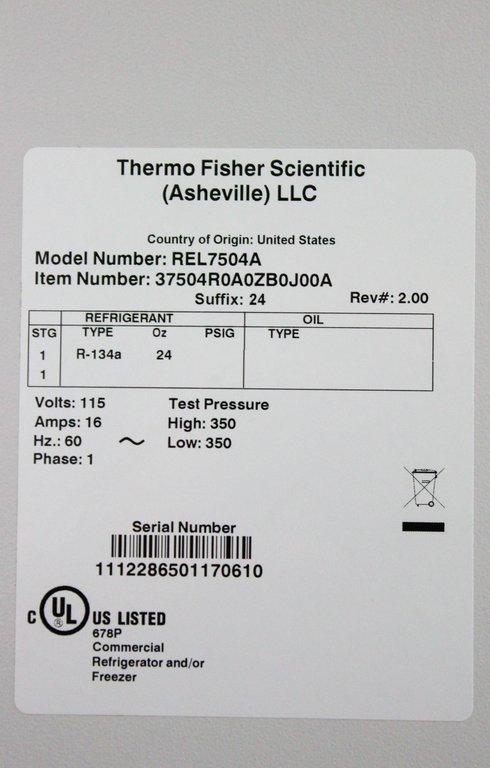 Thermo Fisher Scientific
(Asheville) LLC
Country of Origin: United States
Model Number: REL7504A
Item Number: 37504R0A0ZB0J00A
Suffix: 24 Rev#: 2.00
REFRIGERANT OIL
STG TYPE Oz PSIG TYPE
1 R-134a 24
1
Volts: 115 Test Pressure
Amps: 16 High: 350
Hz.: 60 ~ Low: 350
Phase: 1
Serial Number
1112286501170610
C UL ® US LISTED
678P
Commercial
Refrigerator and/or
Freezer